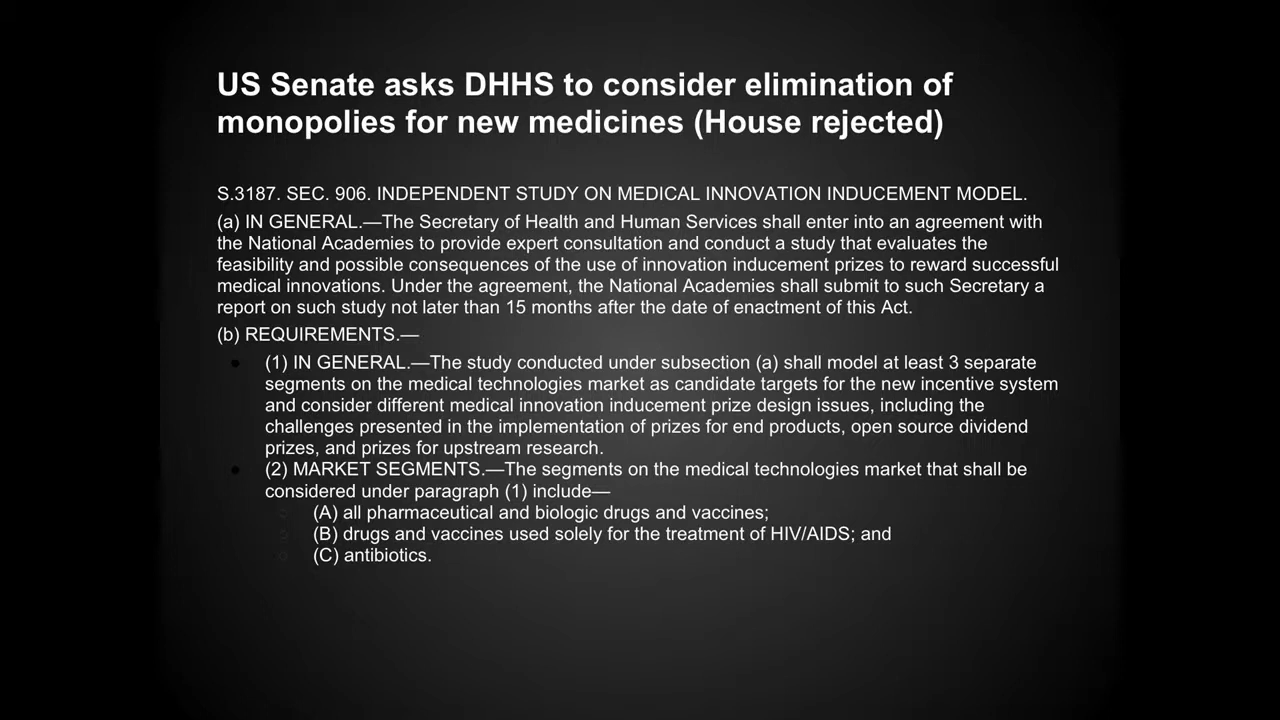 US Senate asks DHHS to consider elimination of
monopolies for new medicines (House rejected)
S.3187. SEC. 906. INDEPENDENT STUDY ON MEDICAL INNOVATION INDUCEMENT MODEL.
(a) IN GENERAL.—The Secretary of Health and Human Services shall enter into an agreement with
the National Academies to provide expert consultation and conduct a study that evaluates the
feasibility and possible consequences of the use of innovation inducement prizes to reward successful
medical innovations. Under the agreement, the National Academies shall submit to such Secretary a
report on such study not later than 15 months after the date of enactment of this Act.
(b) REQUIREMENTS.—
(1) IN GENERAL.—The study conducted under subsection (a) shall model at least 3 separate
segments on the medical technologies market as candidate targets for the new incentive system
and consider different medical innovation inducement prize design issues, including the
challenges presented in the implementation of prizes for end products, open source dividend
prizes, and prizes for upstream research.
(2) MARKET SEGMENTS.—The segments on the medical technologies market that shall be
considered under paragraph (1) include—
(A) all pharmaceutical and biologic drugs and vaccines;
(B) drugs and vaccines used solely for the treatment of HIV/AIDS; and
(C) antibiotics.